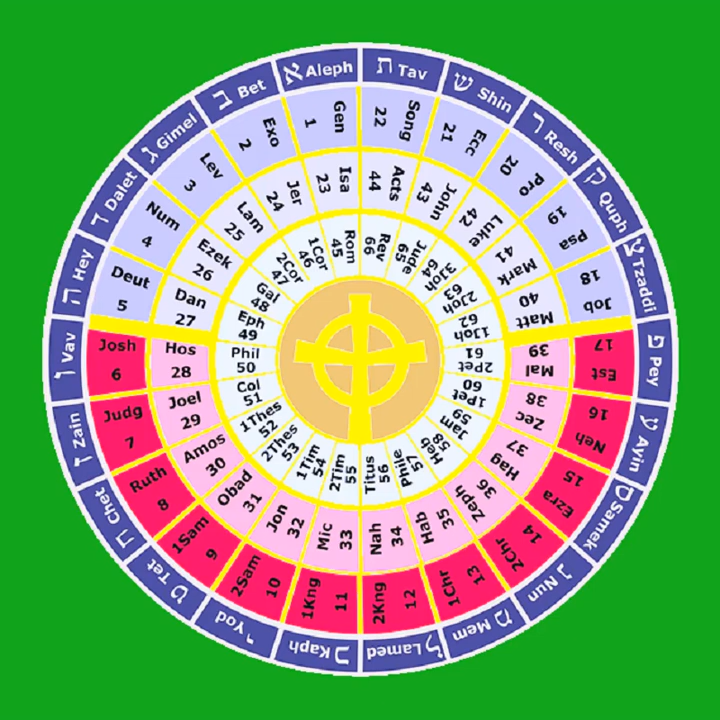 א Aleph
ב Bet
ג Gimel
ד Dalet
ה Hey
ו Vav
ז Zain
ח Chet
ט Tet
י Yod
כ Kaph
ל Lamed
מ Mem
נ Nun
ס Samek
ע Ayin
פ Pey
צ Tzaddi
ק Quph
ר Resh
ש Shin
ת Tav
Gen
1
Exo
2
Lev
3
Num
4
Deut
5
Josh
6
Judg
7
Ruth
8
1Sam
9
2Sam
10
1Kng
11
2Kng
12
1Chr
13
2Chr
14
Ezra
15
Neh
16
Est
17
Job
18
Psa
19
Pro
20
Ecc
21
Song
22
Isa
23
Jer
24
Lam
25
Ezek
26
Dan
27
Hos
28
Joel
29
Amos
30
Obad
31
Jon
32
Mic
33
Nah
34
Hab
35
Zeph
36
Hag
37
Zec
38
Mal
39
Matt
40
Mark
41
Luke
42
John
43
Acts
44
Rom
45
1Cor
46
2Cor
47
Gal
48
Eph
49
Phil
50
Col
51
1Thes
52
2Thes
53
1Tim
54
2Tim
55
Titus
56
Phile
57
Heb
58
Jam
59
1Pet
60
2Pet
61
1Joh
62
2Joh
63
3Joh
64
Jude
65
Rev
66